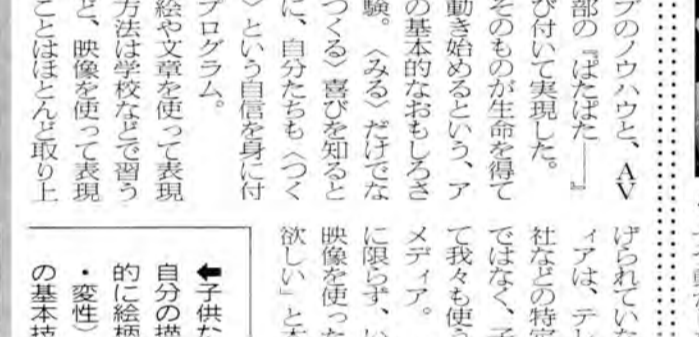 プのノウハウと、AV
部の『ぱたぱた――』
び付いて実現した。
そのものが生命を得て
動き始めるという、ア
の基本的なおもしろさ
験。〈みる〉だけでな
つくる〉喜びを知ると
に、自分たちも〈つく
〉という自信を身に付
プログラム。
絵や文章を使って表現
方法は学校などで習う
ど、映像を使って表現
ことはほとんど取り上
げられていな
ィアは、テレ
社などの特定
ではなく、子
て我々も使う
メディア。
に限らず、い
映像を使った
欲しい」と本
⬅子供な
自分の描
的に絵柄
・変性〉
の基本技